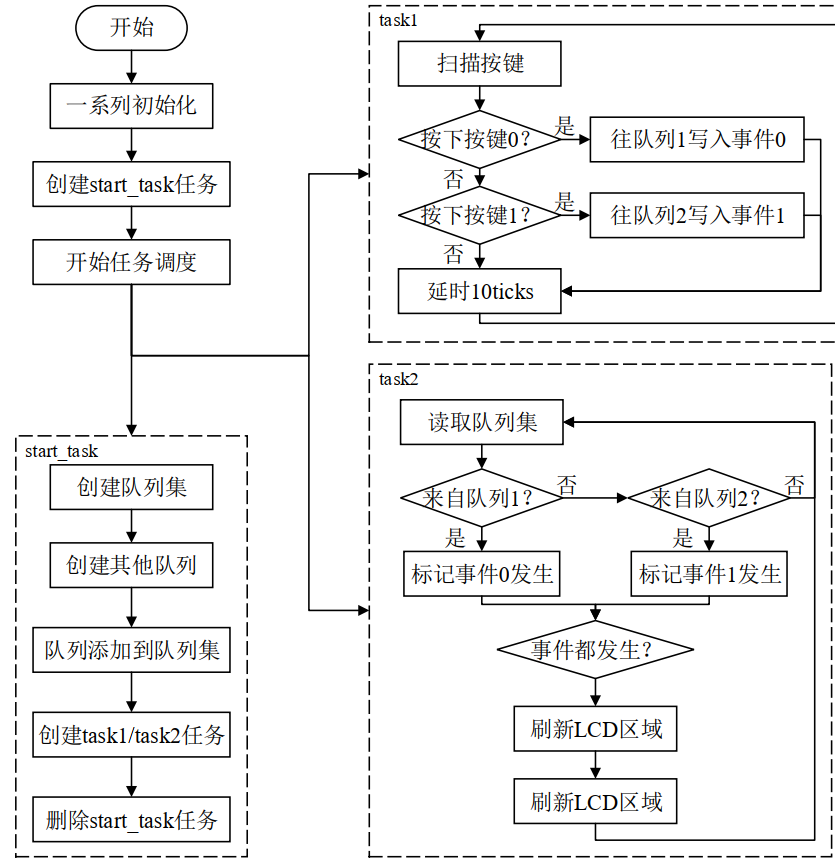 开始
一系列初始化
创建start_task任务
开始任务调度
start_task
创建队列集
创建其他队列
队列添加到队列集
创建task1/task2任务
删除start_task任务
task1
扫描按键
按下按键0？
是
往队列1写入事件0
否
按下按键1？
是
往队列2写入事件1
否
延时10ticks
task2
读取队列集
来自队列1？
否
来自队列2？
否
是
是
标记事件0发生
标记事件1发生
事件都发生？
刷新LCD区域
刷新LCD区域